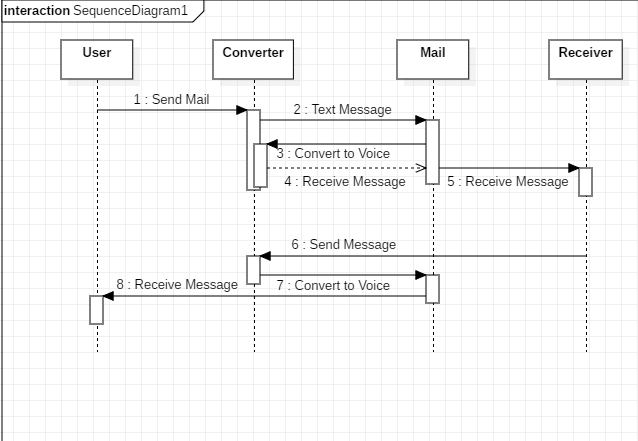 interaction SequenceDiagram1
User Converter Mail Receiver
1 : Send Mail
2 : Text Message
3 : Convert to Voice
4 : Receive Message
5 : Receive Message
6 : Send Message
8 : Receive Message
7 : Convert to Voice